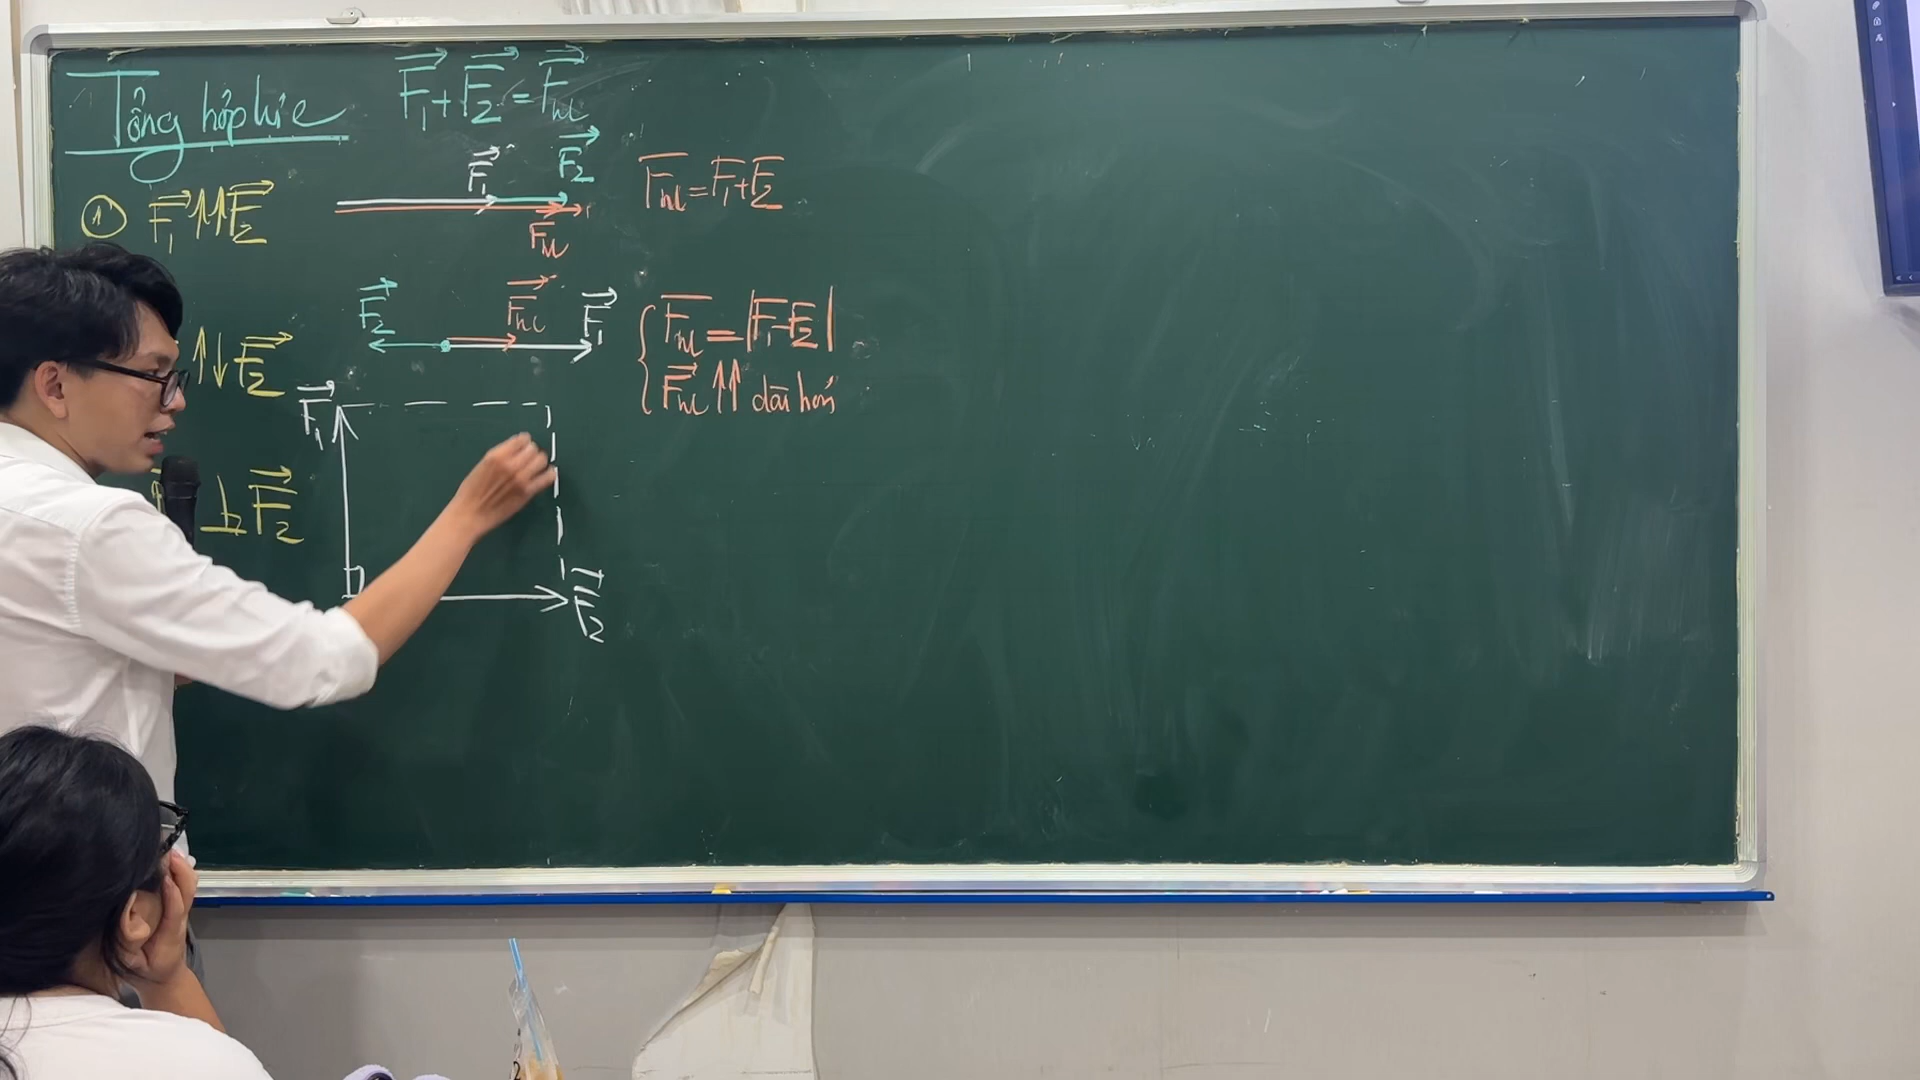 Tổng hợp lực
F⃗₁ + F⃗₂ = F⃗hl
① F⃗₁ ↑↑ F⃗₂
F⃗₁
F⃗₂
F⃗hl
Fhl = F₁ + F₂
↑↓ F⃗₂
F⃗₂
F⃗hl
F⃗₁
Fhl = |F₁ - F₂|
F⃗hl ↑↑ dài hơn
⊥ F⃗₂
F⃗₁
F⃗₂